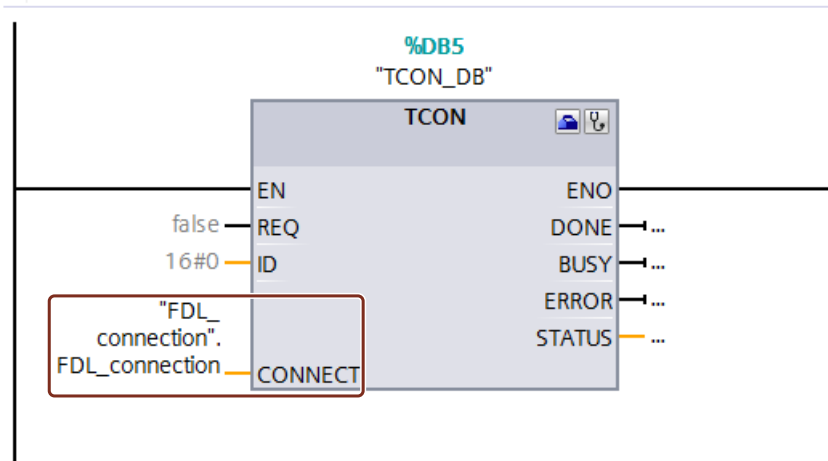 %DB5
"TCON_DB"
TCON
EN
ENO
false
REQ
DONE
...
16#0
ID
BUSY
...
"FDL_
connection".
FDL_connection
CONNECT
ERROR
...
STATUS
...